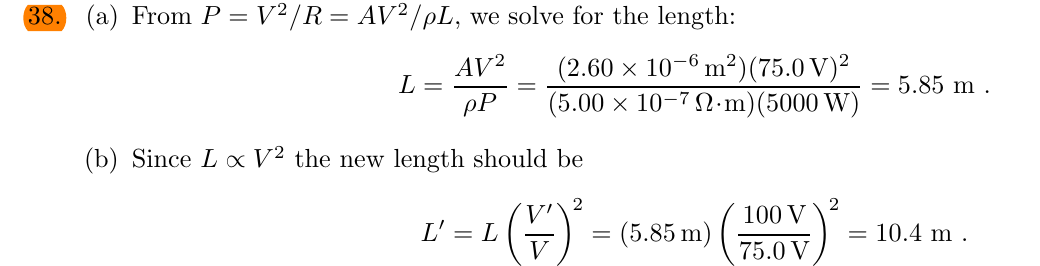 38. (a) From P = V²/R = AV²/ρL, we solve for the length:
L = AV²/ρP = (2.60 × 10⁻⁶ m²)(75.0 V)²/(5.00 × 10⁻⁷ Ω·m)(5000 W) = 5.85 m .
(b) Since L ∝ V² the new length should be
L′ = L (V′/V)² = (5.85 m) (100 V/75.0 V)² = 10.4 m .